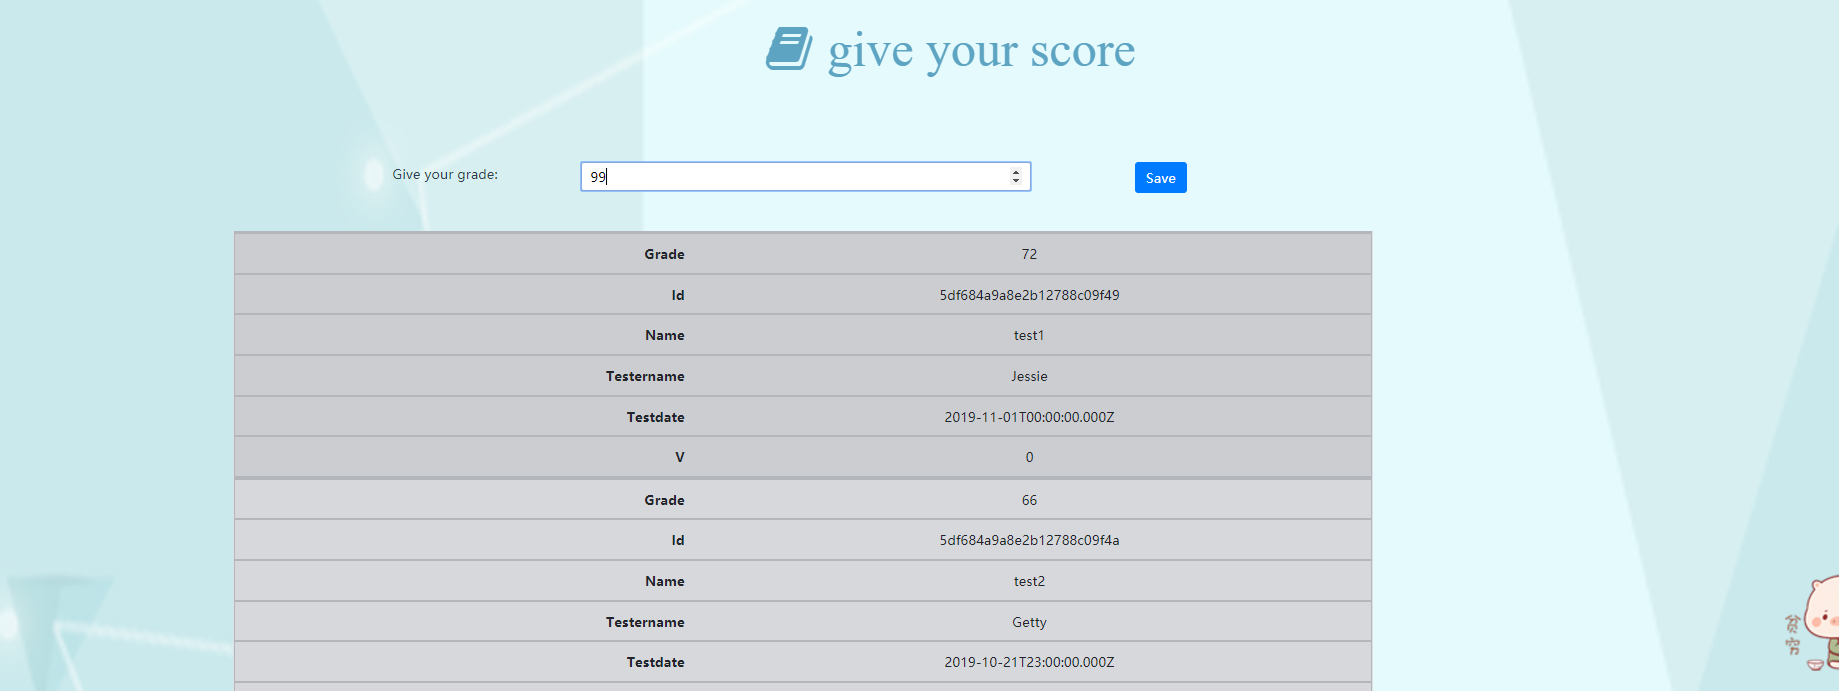 give your score
Give your grade: 99 Save
Grade 72
Id 5df684a9a8e2b12788c09f49
Name test1
Testername Jessie
Testdate 2019-11-01T00:00:00.000Z
V 0
Grade 66
Id 5df684a9a8e2b12788c09f4a
Name test2
Testername Getty
Testdate 2019-10-21T23:00:00.000Z
贫
穷